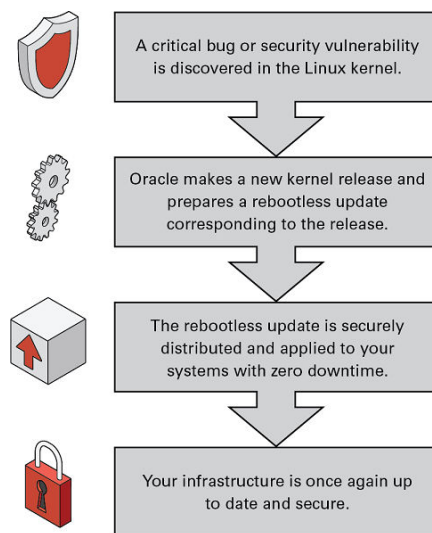 A critical bug or security vulnerability
is discovered in the Linux kernel.
Oracle makes a new kernel release and
prepares a rebootless update
corresponding to the release.
The rebootless update is securely
distributed and applied to your
systems with zero downtime.
Your infrastructure is once again up
to date and secure.